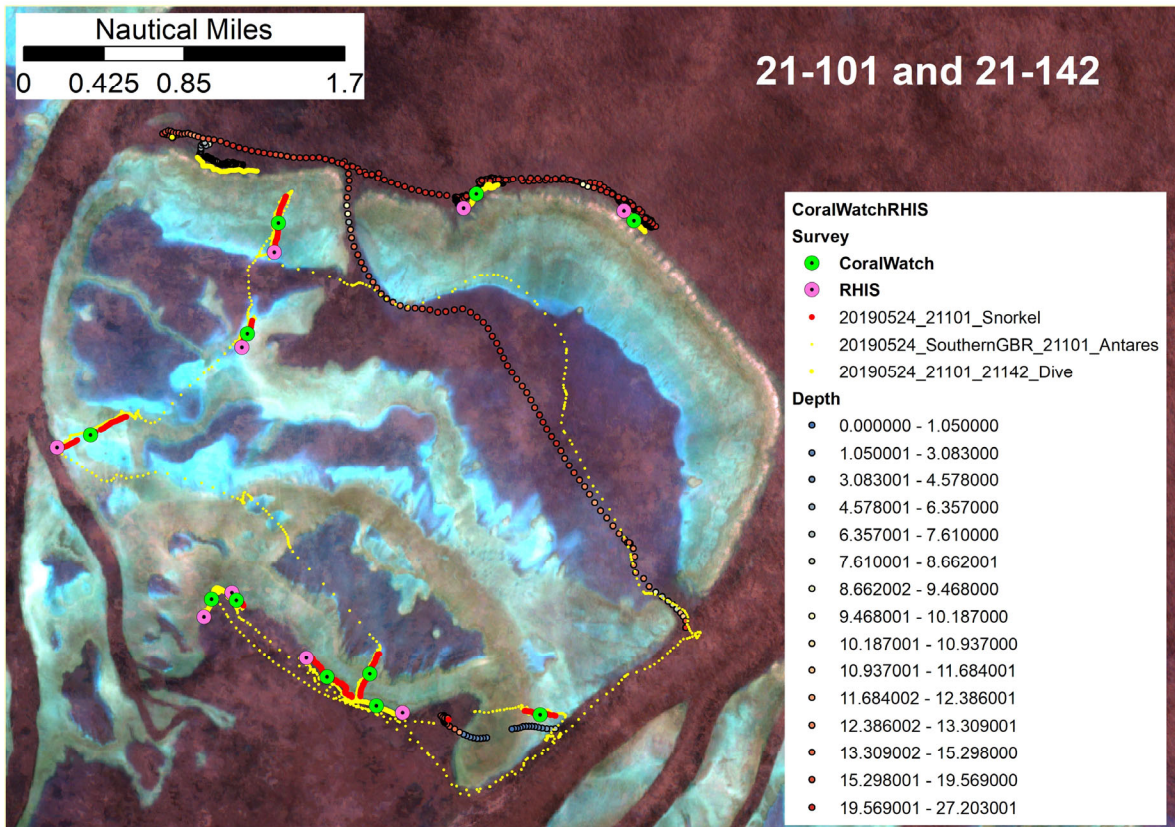 Nautical Miles
0 0.425 0.85 1.7
21-101 and 21-142
CoralWatchRHIS
Survey
CoralWatch
RHIS
20190524_21101_Snorkel
20190524_SouthernGBR_21101_Antares
20190524_21101_21142_Dive
Depth
0.000000 - 1.050000
1.050001 - 3.083000
3.083001 - 4.578000
4.578001 - 6.357000
6.357001 - 7.610000
7.610001 - 8.662001
8.662002 - 9.468000
9.468001 - 10.187000
10.187001 - 10.937000
10.937001 - 11.684001
11.684002 - 12.386001
12.386002 - 13.309001
13.309002 - 15.298000
15.298001 - 19.569000
19.569001 - 27.203001